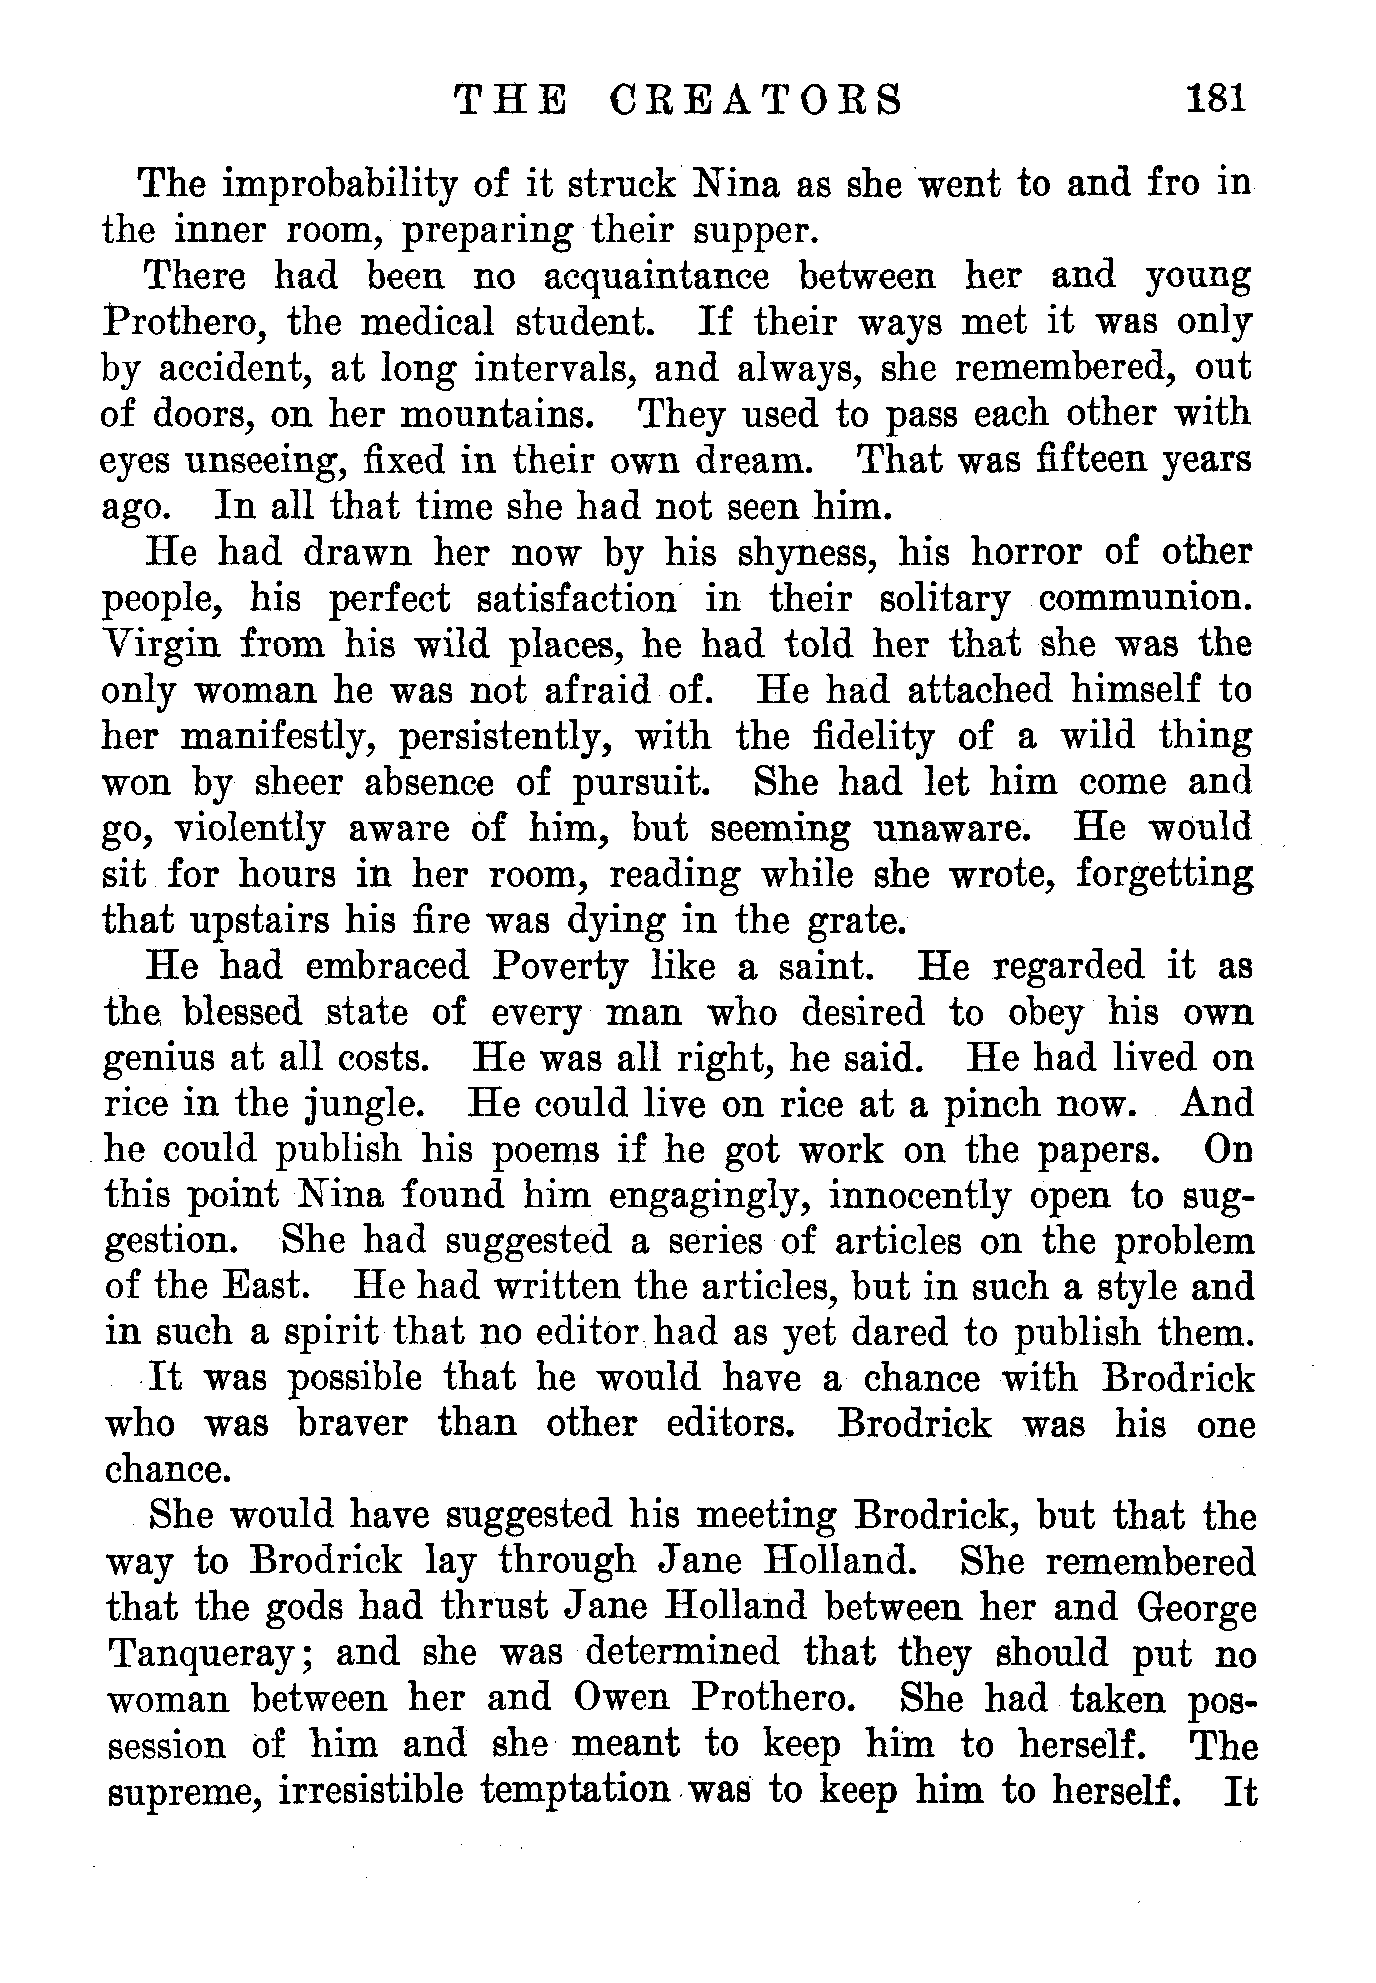 THE CREATORS 181
The improbability of it struck Nina as she went to and fro in
the inner room, preparing their supper.
There had been no acquaintance between her and young
Prothero, the medical student. If their ways met it was only
by accident, at long intervals, and always, she remembered, out
of doors, on her mountains. They used to pass each other with
eyes unseeing, fixed in their own dream. That was fifteen years
ago. In all that time she had not seen him.
He had drawn her now by his shyness, his horror of other
people, his perfect satisfaction in their solitary communion.
Virgin from his wild places, he had told her that she was the
only woman he was not afraid of. He had attached himself to
her manifestly, persistently, with the fidelity of a wild thing
won by sheer absence of pursuit. She had let him come and
go, violently aware of him, but seeming unaware. He would
sit for hours in her room, reading while she wrote, forgetting
that upstairs his fire was dying in the grate.
He had embraced Poverty like a saint. He regarded it as
the blessed state of every man who desired to obey his own
genius at all costs. He was all right, he said. He had lived on
rice in the jungle. He could live on rice at a pinch now. And
he could publish his poems if he got work on the papers. On
this point Nina found him engagingly, innocently open to sug-
gestion. She had suggested a series of articles on the problem
of the East. He had written the articles, but in such a style and
in such a spirit that no editor had as yet dared to publish them.
It was possible that he would have a chance with Brodrick
who was braver than other editors. Brodrick was his one
chance.
She would have suggested his meeting Brodrick, but that the
way to Brodrick lay through Jane Holland. She remembered
that the gods had thrust Jane Holland between her and George
Tanqueray; and she was determined that they should put no
woman between her and Owen Prothero. She had taken pos-
session of him and she meant to keep him to herself. The
supreme, irresistible temptation was to keep him to herself. It